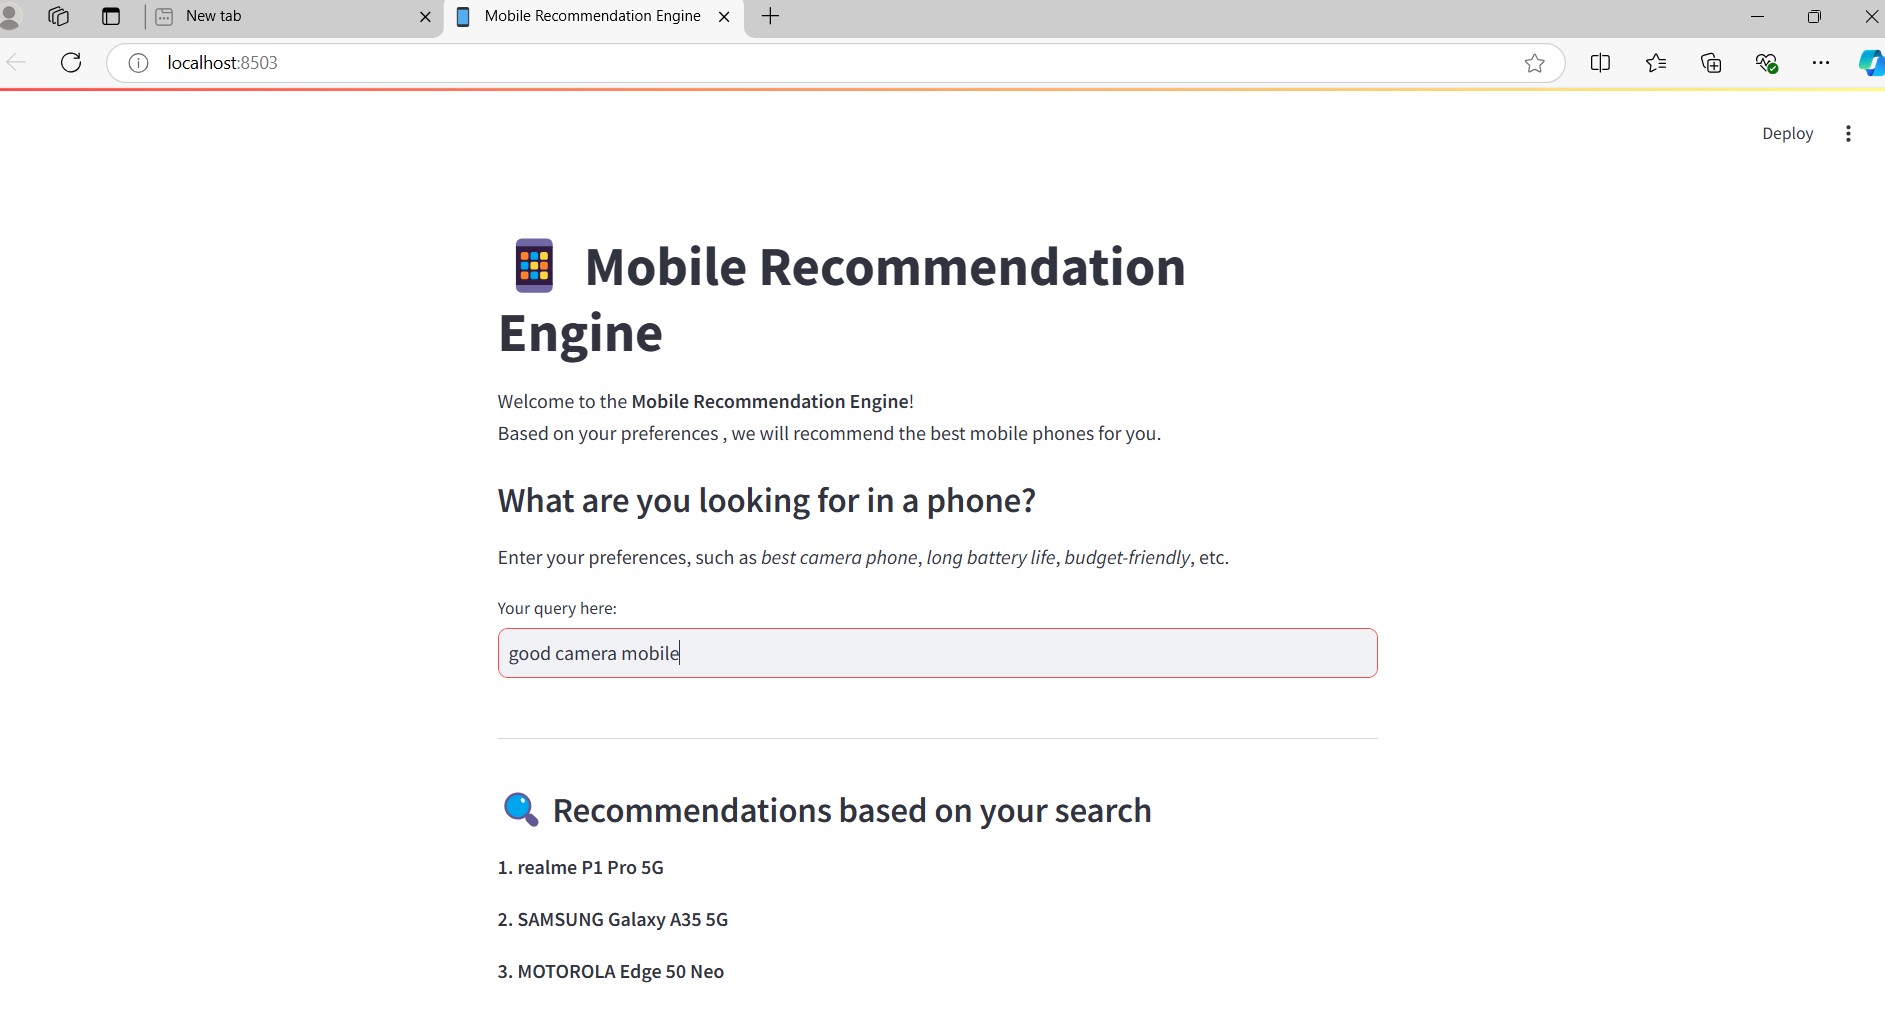 New tab
Mobile Recommendation Engine
localhost:8503
Deploy
Mobile Recommendation
Engine
Welcome to the Mobile Recommendation Engine!
Based on your preferences , we will recommend the best mobile phones for you.
What are you looking for in a phone?
Enter your preferences, such as best camera phone, long battery life, budget-friendly, etc.
Your query here:
good camera mobile
Recommendations based on your search
1. realme P1 Pro 5G
2. SAMSUNG Galaxy A35 5G
3. MOTOROLA Edge 50 Neo